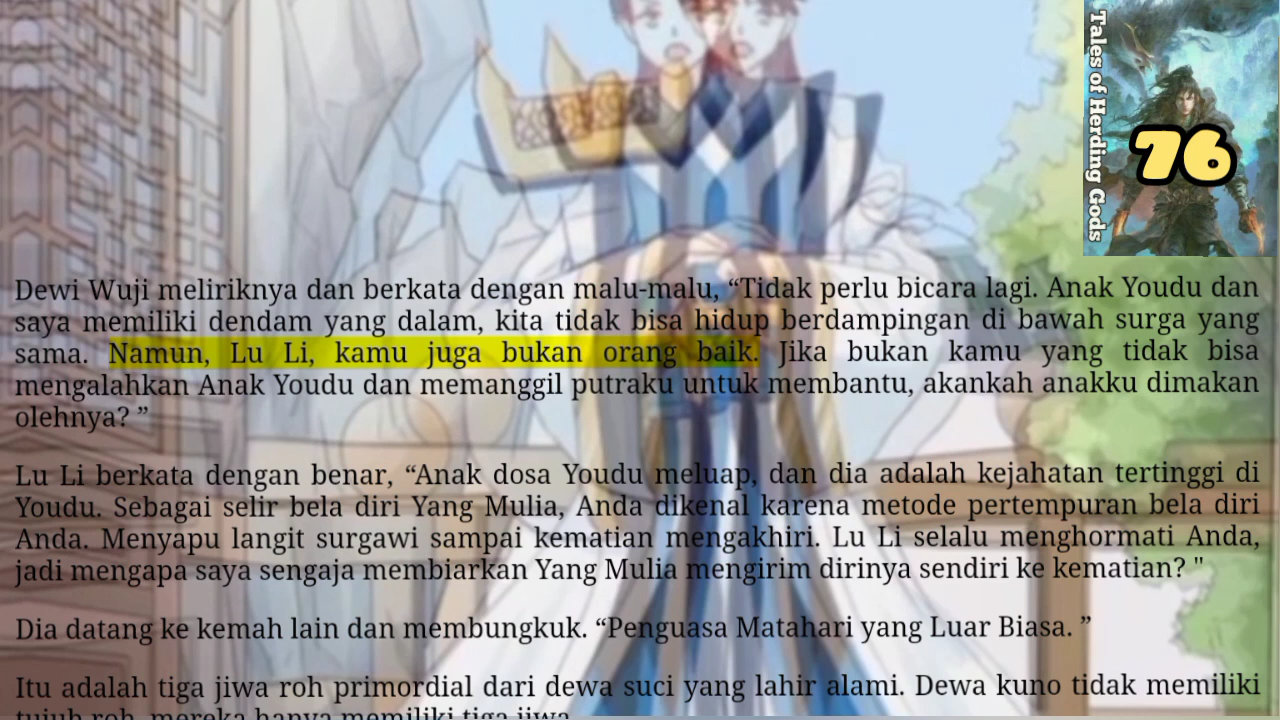 Tales of Herding Gods
76
Dewi Wuji meliriknya dan berkata dengan malu-malu, “Tidak perlu bicara lagi. Anak Youdu dan
saya memiliki dendam yang dalam, kita tidak bisa hidup berdampingan di bawah surga yang
sama. Namun, Lu Li, kamu juga bukan orang baik. Jika bukan kamu yang tidak bisa
mengalahkan Anak Youdu dan memanggil putraku untuk membantu, akankah anakku dimakan
olehnya? ”
Lu Li berkata dengan benar, “Anak dosa Youdu meluap, dan dia adalah kejahatan tertinggi di
Youdu. Sebagai selir bela diri Yang Mulia, Anda dikenal karena metode pertempuran bela diri
Anda. Menyapu langit surgawi sampai kematian mengakhiri. Lu Li selalu menghormati Anda,
jadi mengapa saya sengaja membiarkan Yang Mulia mengirim dirinya sendiri ke kematian? "
Dia datang ke kemah lain dan membungkuk. “Penguasa Matahari yang Luar Biasa. ”
Itu adalah tiga jiwa roh primordial dari dewa suci yang lahir alami. Dewa kuno tidak memiliki
tujuh roh, mereka hanya memiliki tiga jiwa.